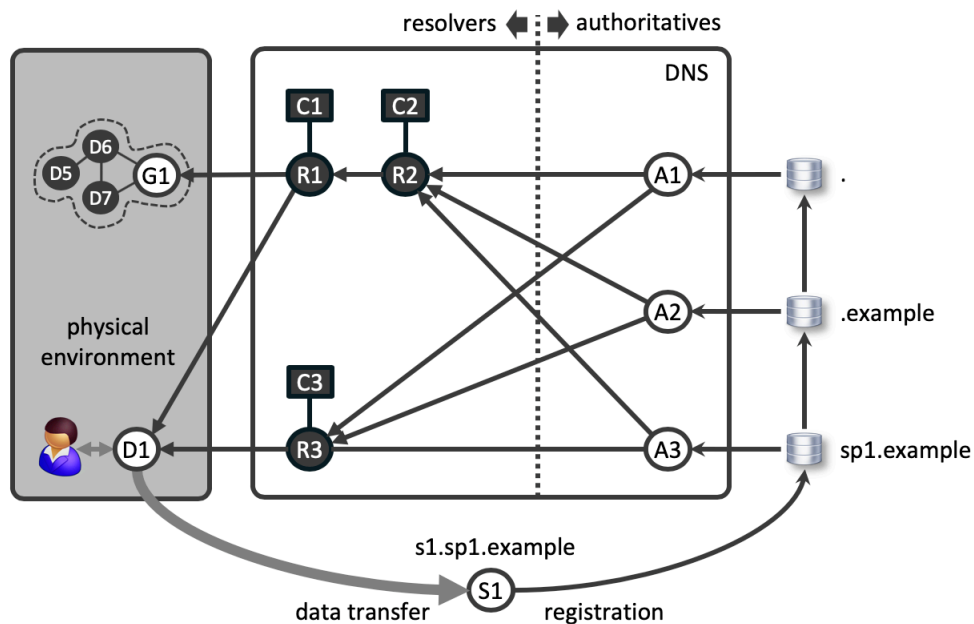 resolvers
authoritatives
DNS
C1
C2
D6
D5
G1
D7
R1
R2
A1
.
physical
environment
A2
.example
C3
D1
R3
A3
sp1.example
s1.sp1.example
S1
data transfer
registration